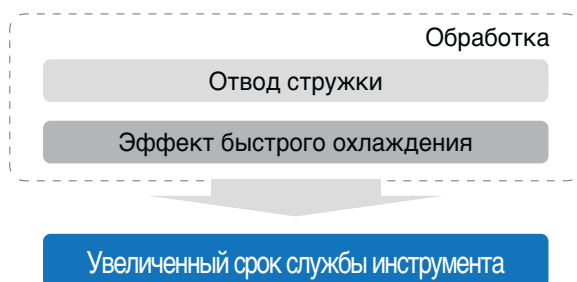 Обработка
Отвод стружки
Эффект быстрого охлаждения
Увеличенный срок службы инструмента